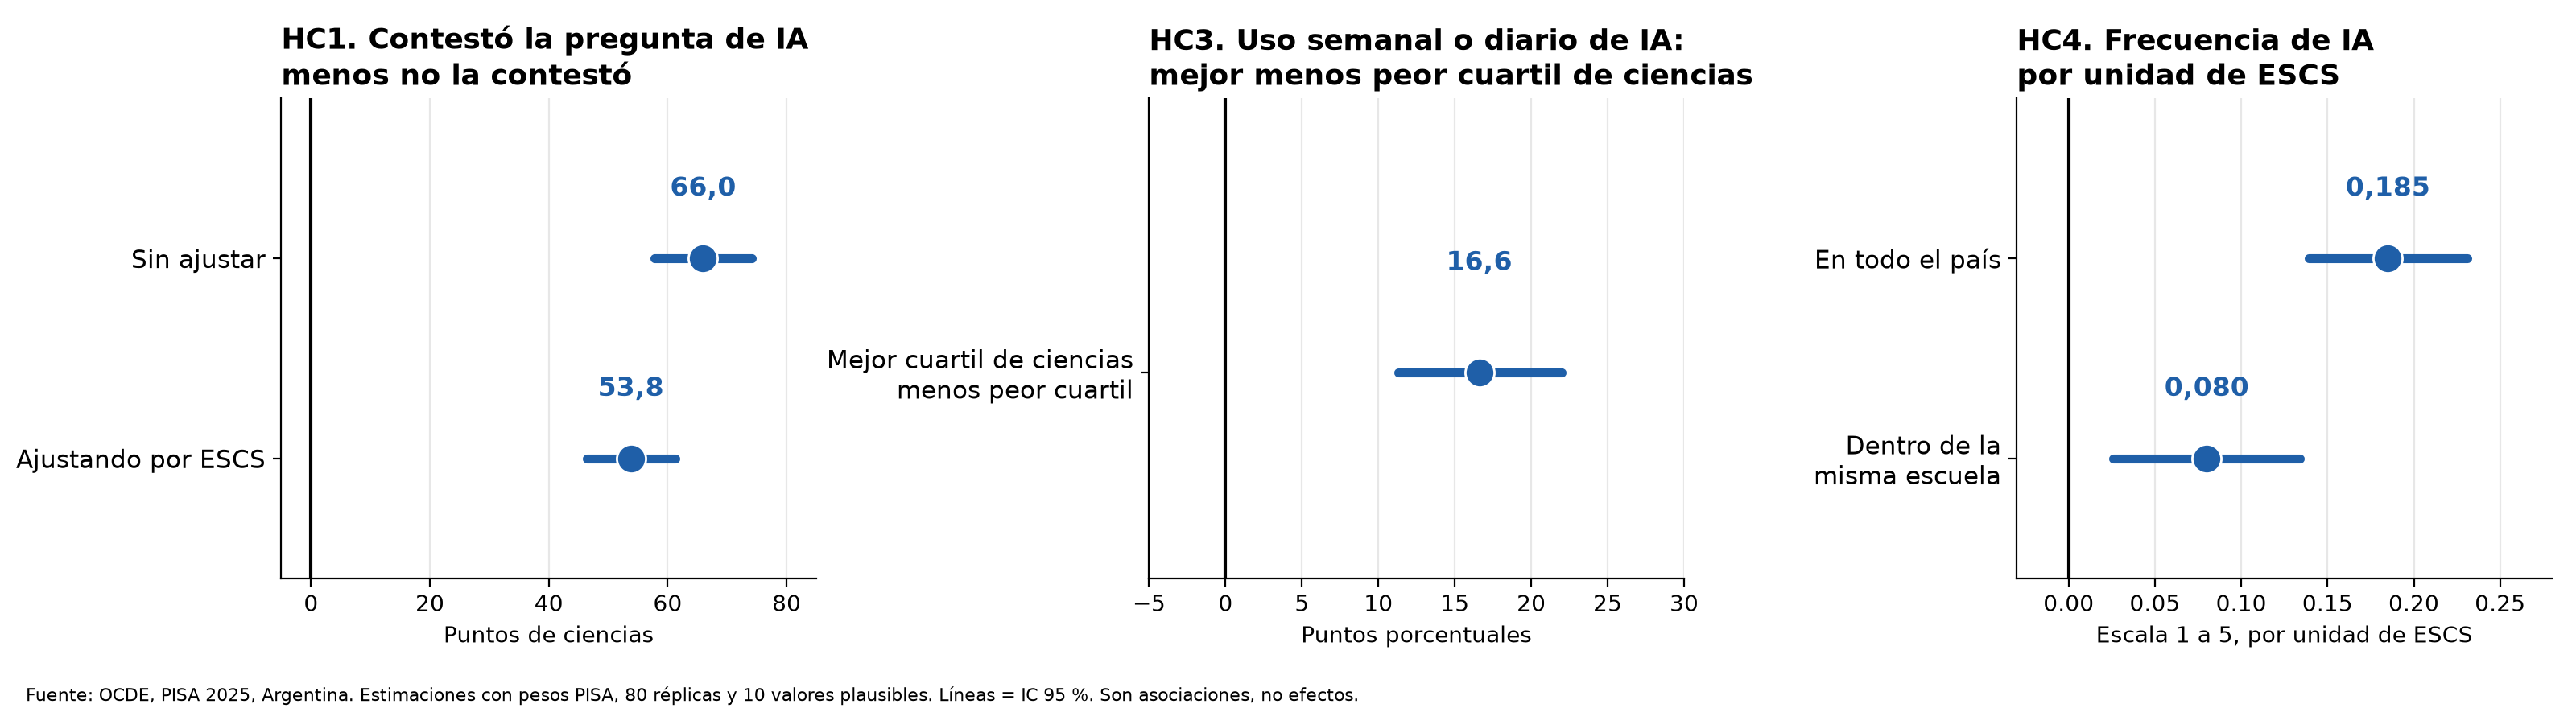 HC1. Contestó la pregunta de IA
menos no la contestó
66,0
Sin ajustar
53,8
Ajustando por ESCS
0
20
40
60
80
Puntos de ciencias
HC3. Uso semanal o diario de IA:
mejor menos peor cuartil de ciencias
16,6
Mejor cuartil de ciencias
menos peor cuartil
−5
0
5
10
15
20
25
30
Puntos porcentuales
HC4. Frecuencia de IA
por unidad de ESCS
0,185
En todo el país
0,080
Dentro de la
misma escuela
0.00
0.05
0.10
0.15
0.20
0.25
Escala 1 a 5, por unidad de ESCS
Fuente: OCDE, PISA 2025, Argentina. Estimaciones con pesos PISA, 80 réplicas y 10 valores plausibles. Líneas = IC 95 %. Son asociaciones, no efectos.